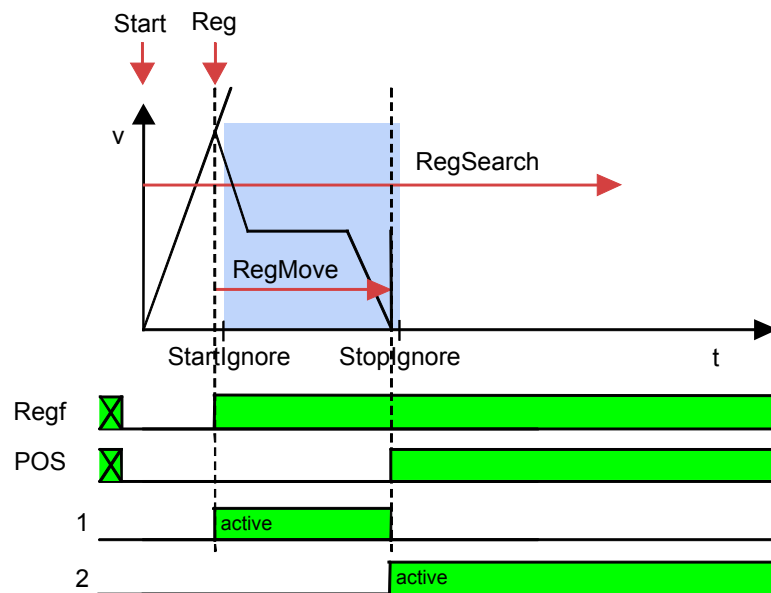 Start Reg
v
RegSearch
RegMove
StartIgnore StopIgnore t
Regf
POS
1 active
2 active